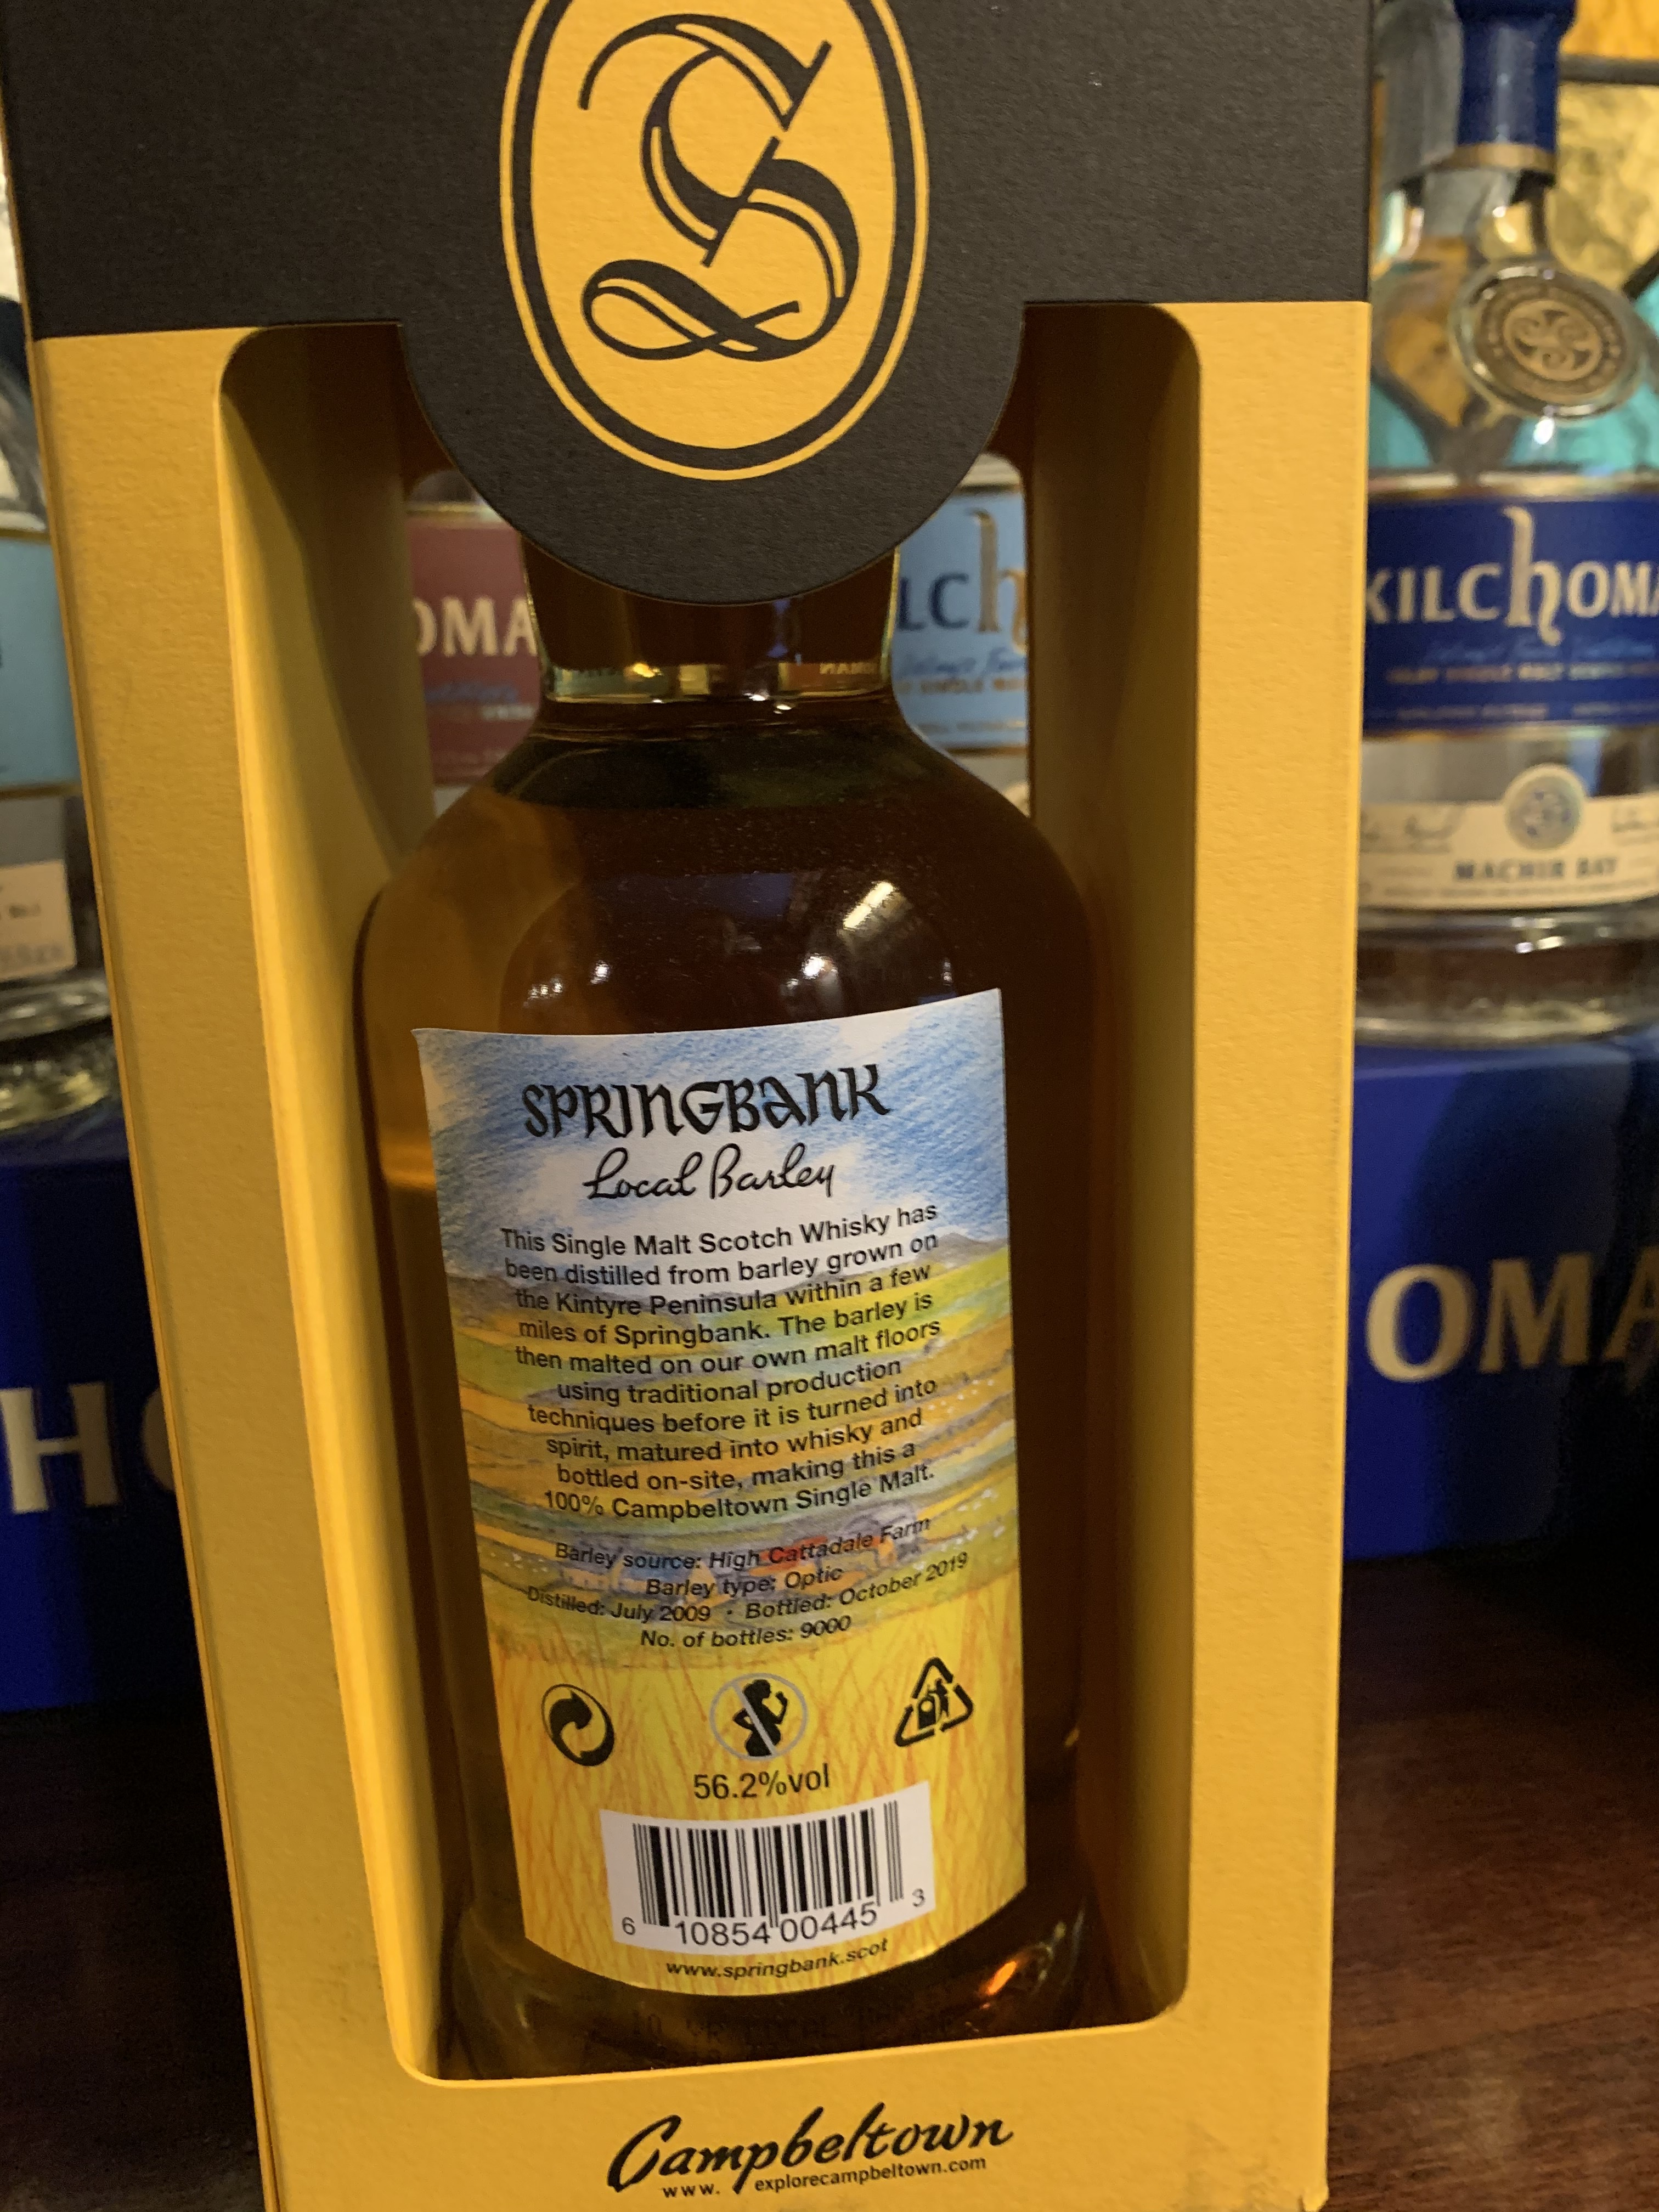 S
OMA
LCh
KILChOMA
MACHIR BAY
HO
OMA
SPRINGBANK
Local Barley
This Single Malt Scotch Whisky has
been distilled from barley grown on
the Kintyre Peninsula within a few
miles of Springbank. The barley is
then malted on our own malt floors
using traditional production
techniques before it is turned into
spirit, matured into whisky and
bottled on-site, making this a
100% Campbeltown Single Malt.
Barley source: High Cattadale Farm
Barley type: Optic
Distilled: July 2009 • Bottled: October 2019
No. of bottles: 9000
56.2%vol
6 10854 00445 3
www.springbank.scot
Campbeltown
www. explorecampbeltown.com